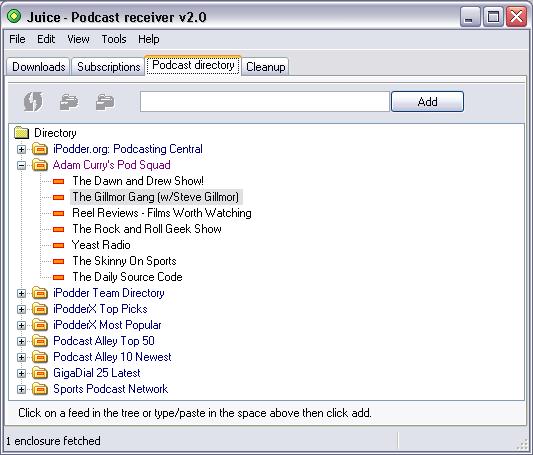 Juice - Podcast receiver v2.0
File Edit View Tools Help
Downloads Subscriptions Podcast directory Cleanup
Add
Directory
iPodder.org: Podcasting Central
Adam Curry's Pod Squad
The Dawn and Drew Show!
The Gillmor Gang (w/Steve Gillmor)
Reel Reviews - Films Worth Watching
The Rock and Roll Geek Show
Yeast Radio
The Skinny On Sports
The Daily Source Code
iPodder Team Directory
iPodderX Top Picks
iPodderX Most Popular
Podcast Alley Top 50
Podcast Alley 10 Newest
GigaDial 25 Latest
Sports Podcast Network
Click on a feed in the tree or type/paste in the space above then click add.
1 enclosure fetched